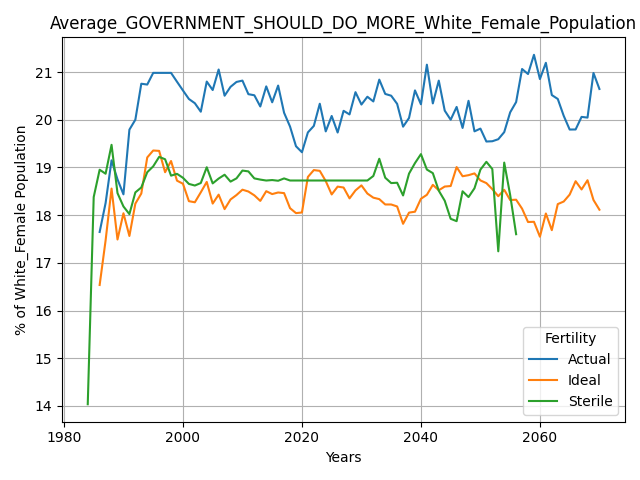 Average_GOVERNMENT_SHOULD_DO_MORE_White_Female_Population
% of White_Female Population
21
20
19
18
17
16
15
14
1980
2000
2020
2040
2060
Years
Fertility
Actual
Ideal
Sterile